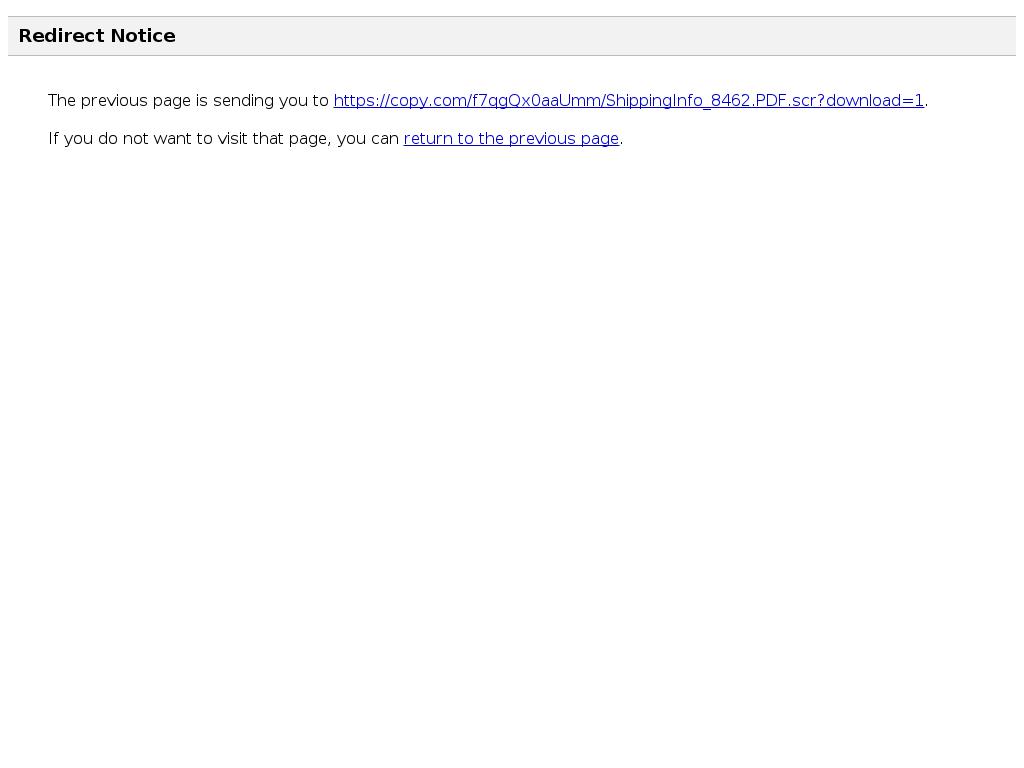 Redirect Notice
The previous page is sending you to https://copy.com/f7qgQx0aaUmm/ShippingInfo_8462.PDF.scr?download=1.
If you do not want to visit that page, you can return to the previous page.